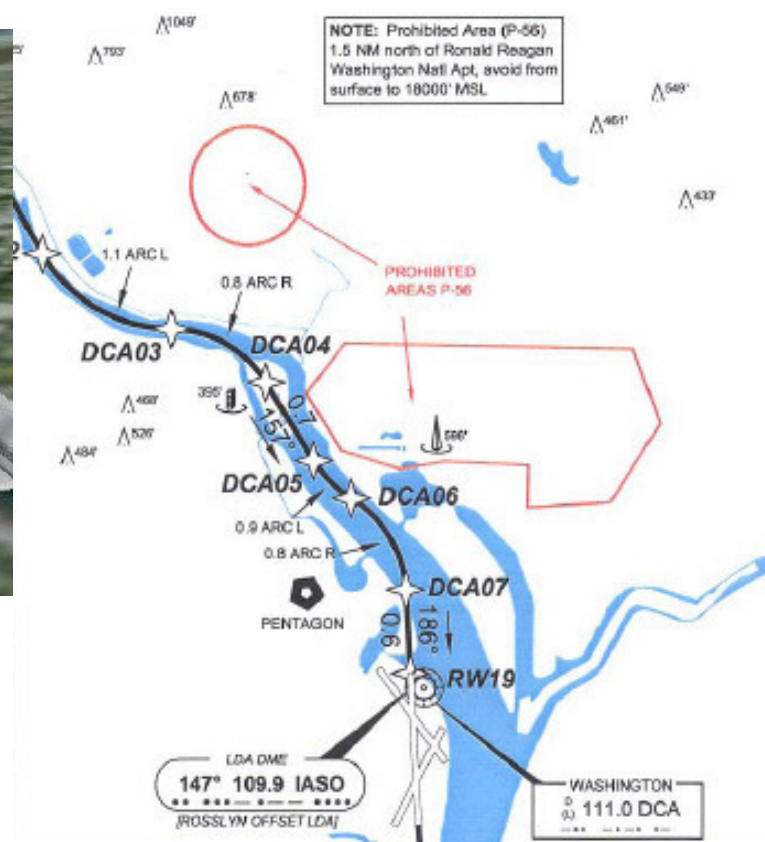 1049'
793'
5'
NOTE: Prohibited Area (P-56)
1.5 NM north of Ronald Reagan
Washington Natl Apt, avoid from
surface to 18000' MSL
678'
549'
461'
433'
2
1.1 ARC L
0.8 ARC R
PROHIBITED
AREAS P-56
DCA03
DCA04
395'
468'
526'
484'
0.7
157°
596'
DCA05
DCA06
0.9 ARC L
0.8 ARC R
DCA07
PENTAGON
0.6
186°
RW19
LDA DME
147° 109.9 IASO
[ROSSLYN OFFSET LDA]
WASHINGTON
D
(L) 111.0 DCA